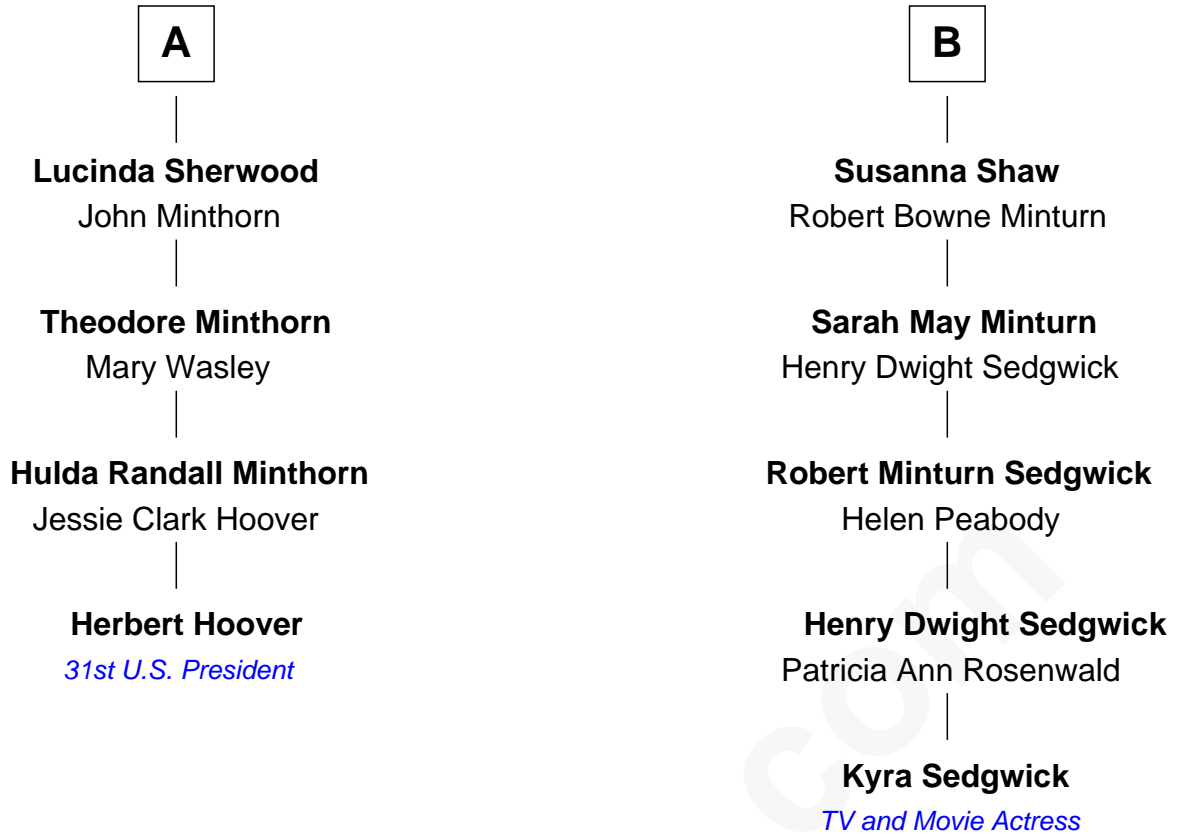 A
Lucinda Sherwood
John Minthorn
Theodore Minthorn
Mary Wasley
Hulda Randall Minthorn
Jessie Clark Hoover
Herbert Hoover
31st U.S. President
B
Susanna Shaw
Robert Bowne Minturn
Sarah May Minturn
Henry Dwight Sedgwick
Robert Minturn Sedgwick
Helen Peabody
Henry Dwight Sedgwick
Patricia Ann Rosenwald
Kyra Sedgwick
TV and Movie Actress
com